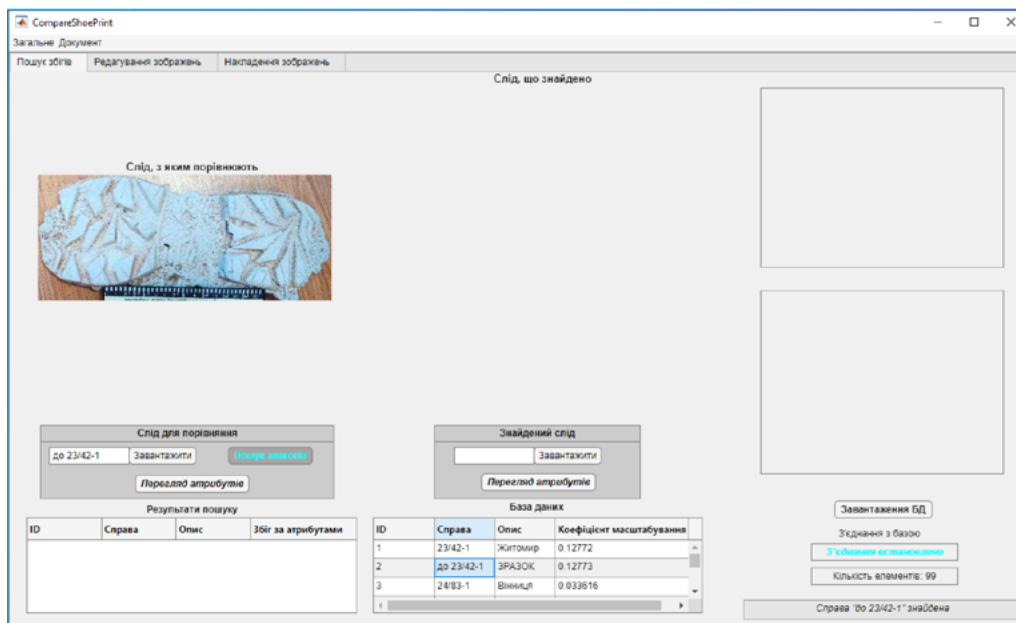 CompareShoePrint
Загальне Документ
Пошук збігів Редагування зображень Накладення зображень
Слід, що знайдено
Слід, з яким порівнюють
Слід для порівняння
до 23/42-1 Завантажити Пошук аналогів
Перегляд атрибутів
Знайдений слід
Завантажити
Перегляд атрибутів
Результати пошуку
ID Справа Опис Збіг за атрибутами
База даних
ID Справа Опис Коефіцієнт масштабування
1 23/42-1 Житомир 0.12772
2 до 23/42-1 ЗРАЗОК 0.12773
3 24/83-1 Вінниця 0.033616
Завантаження БД
З'єднання з базою
З'єднання встановлено
Кількість елементів: 99
Справа "до 23/42-1" знайдена